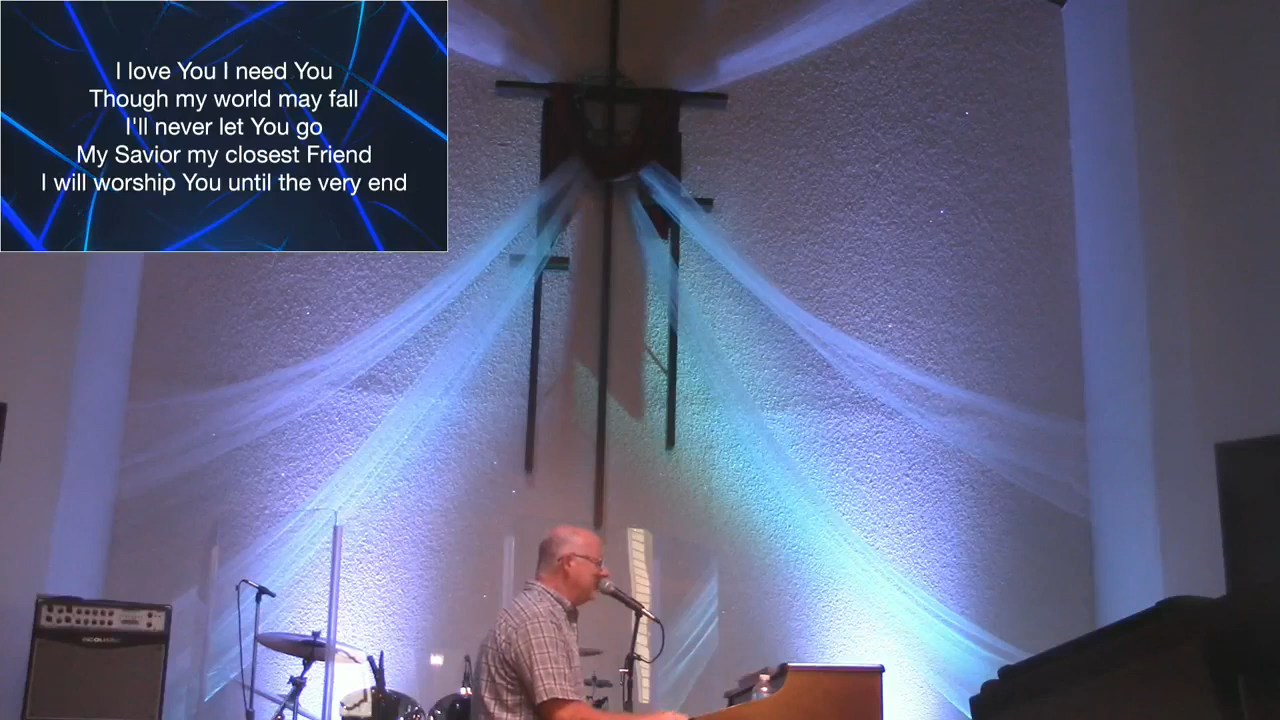 I love You I need You
Though my world may fall
I'll never let You go
My Savior my closest Friend
I will worship You until the very end